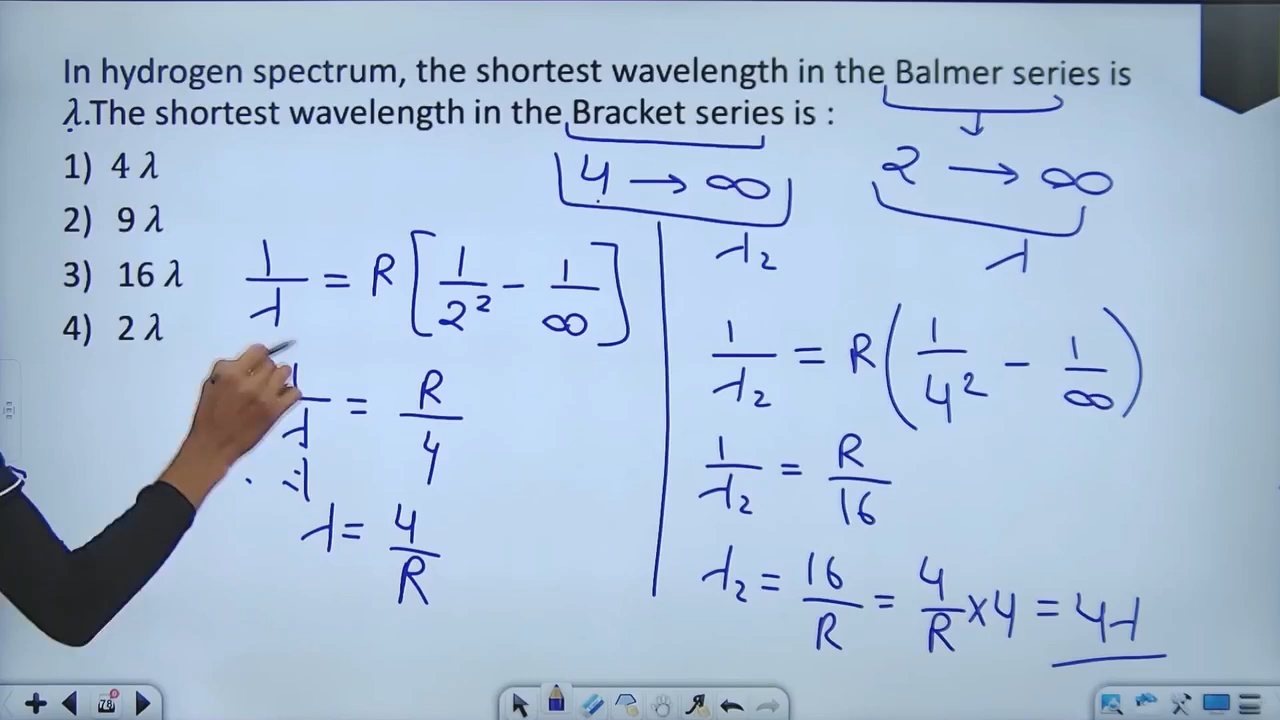 In hydrogen spectrum, the shortest wavelength in the Balmer series is
λ.The shortest wavelength in the Bracket series is :
1) 4 λ
2) 9 λ
3) 16 λ
4) 2 λ
4 → ∞
λ₂
2 → ∞
λ
1/λ = R[1/2² - 1/∞]
1/λ = R/4
λ = 4/R
1/λ₂ = R(1/4² - 1/∞)
1/λ₂ = R/16
λ₂ = 16/R = 4/R × 4 = 4λ
78